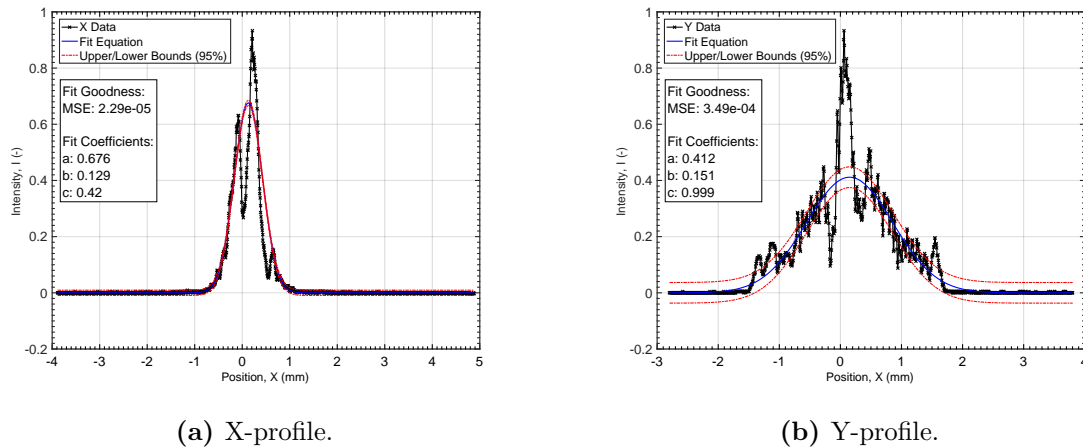 1
0.8
0.6
0.4
0.2
0
-0.2
Intensity, I (-)
X Data
Fit Equation
Upper/Lower Bounds (95%)
Fit Goodness:
MSE: 2.29e-05
Fit Coefficients:
a: 0.676
b: 0.129
c: 0.42
-4 -3 -2 -1 0 1 2 3 4 5
Position, X (mm)
(a) X-profile.
1
0.8
0.6
0.4
0.2
0
-0.2
Intensity, I (-)
Y Data
Fit Equation
Upper/Lower Bounds (95%)
Fit Goodness:
MSE: 3.49e-04
Fit Coefficients:
a: 0.412
b: 0.151
c: 0.999
-3 -2 -1 0 1 2 3 4
Position, X (mm)
(b) Y-profile.